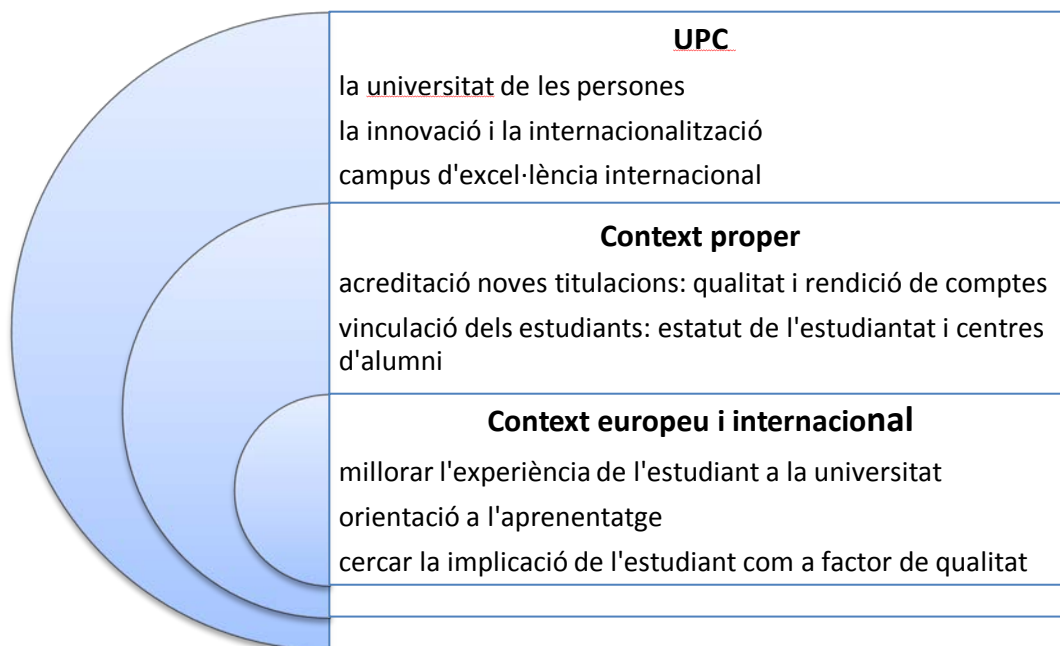 UPC
la universitat de les persones
la innovació i la internacionalització
campus d'excel·lència internacional
Context proper
acreditació noves titulacions: qualitat i rendició de comptes
vinculació dels estudiants: estatut de l'estudiantat i centres
d'alumni
Context europeu i internacional
millorar l'experiència de l'estudiant a la universitat
orientació a l'aprenentatge
cercar la implicació de l'estudiant com a factor de qualitat